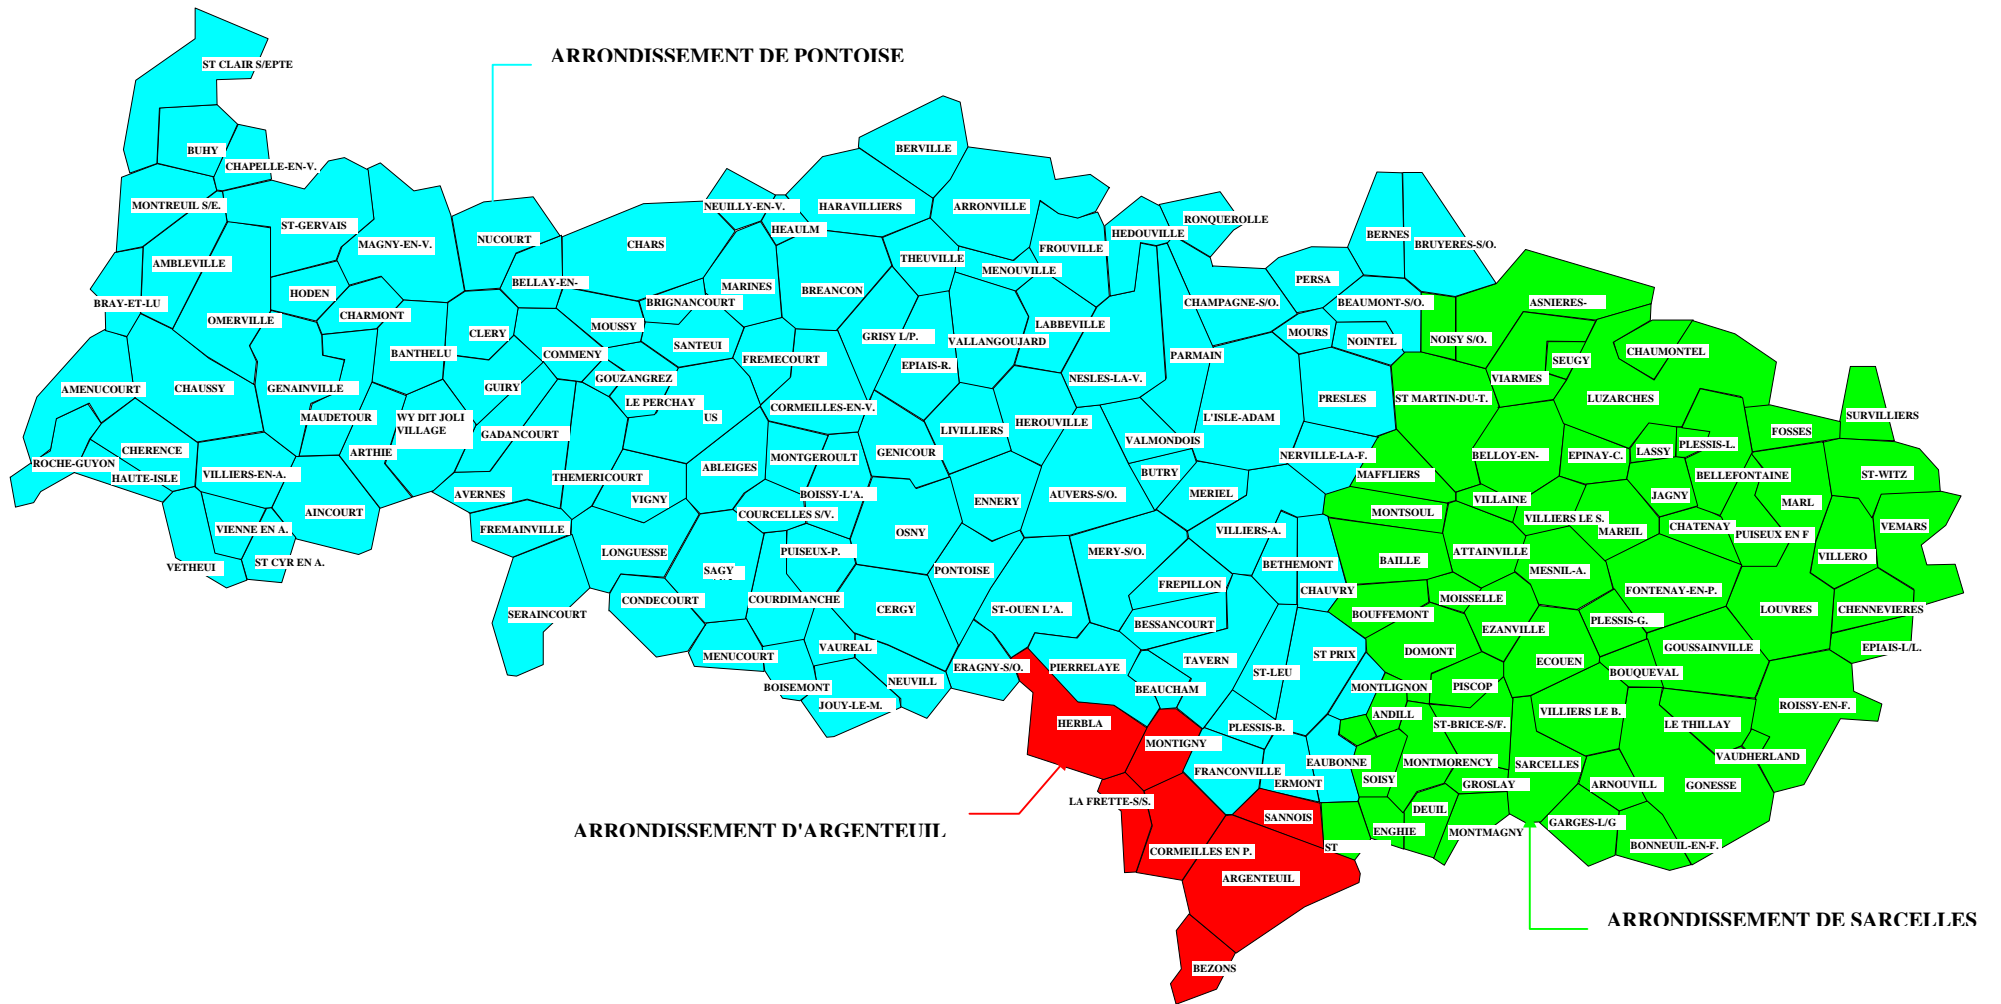 ARRONDISSEMENT DE PONTOISE
ST CLAIR S/EPTE
BUHY
CHAPELLE-EN-V.
MONTREUIL S/E.
ST-GERVAIS
MAGNY-EN-V.
NUCOURT
CHARS
NEUILLY-EN-V.
HEAULM
HARAVILLIERS
BERVILLE
ARRONVILLE
THEUVILLE
MENOUVILLE
FROUVILLE
HEDOUVILLE
RONQUEROLLE
BERNES
BRUYERES-S/O.
PERSA
AMBLEVILLE
BRAY-ET-LU
OMERVILLE
HODEN
CHARMONT
BELLAY-EN-
CLERY
MOUSSY
BRIGNANCOURT
MARINES
BREANCON
SANTEUI
FREMECOURT
GRISY L/P.
VALLANGOUJARD
LABBEVILLE
EPIAIS-R.
NESLES-LA-V.
PARMAIN
CHAMPAGNE-S/O.
BEAUMONT-S/O.
MOURS
NOINTEL
NOISY S/O.
ASNIERES-
SEUGY
VIARMES
CHAUMONTEL
LUZARCHES
AMENUCOURT
CHAUSSY
GENAINVILLE
BANTHELU
COMMENY
GUIRY
GOUZANGREZ
LE PERCHAY
US
CORMEILLES-EN-V.
MAUDETOUR
WY DIT JOLI
VILLAGE
GADANCOURT
ARTHIE
CHERENCE
ROCHE-GUYON
HAUTE-ISLE
VILLIERS-EN-A.
AINCOURT
VIENNE EN A.
VETHEUI
ST CYR EN A.
AVERNES
THEMERICOURT
VIGNY
FREMAINVILLE
LONGUESSE
SERAINCOURT
CONDECOURT
SAGY
ABLEIGES
MONTGEROULT
BOISSY-L'A.
COURCELLES S/V.
PUISEUX-P.
COURDIMANCHE
MENUCOURT
BOISEMONT
VAUREAL
JOUY-LE-M.
NEUVILL
CERGY
OSNY
GENICOUR
LIVILLIERS
HEROUVILLE
ENNERY
PONTOISE
ERAGNY-S/O.
ST-OUEN L'A.
AUVERS-S/O.
VALMONDOIS
BUTRY
MERIEL
L'ISLE-ADAM
PRESLES
NERVILLE-LA-F.
VILLIERS-A.
MERY-S/O.
FREPILLON
BETHEMONT
CHAUVRY
BESSANCOURT
TAVERN
ST-LEU
ST PRIX
PIERRELAYE
BEAUCHAM
PLESSIS-B.
FRANCONVILLE
ERMONT
EAUBONNE
ST MARTIN-DU-T.
MAFFLIERS
MONTSOUL
BAILLE
BELLOY-EN-
EPINAY-C.
LASSY
PLESSIS-L.
FOSSES
SURVILLIERS
BELLEFONTAINE
JAGNY
MARL
ST-WITZ
VILLAINE
VILLIERS LE S.
MAREIL
CHATENAY
PUISEUX EN F
VEMARS
VILLERO
ATTAINVILLE
MESNIL-A.
MOISSELLE
FONTENAY-EN-P.
LOUVRES
CHENNEVIERES
EPIAIS-L/L.
BOUFFEMONT
EZANVILLE
PLESSIS-G.
DOMONT
ECOUEN
GOUSSAINVILLE
BOUQUEVAL
MONTLIGNON
PISCOP
ANDILL
ST-BRICE-S/F.
VILLIERS LE B.
LE THILLAY
ROISSY-EN-F.
VAUDHERLAND
MONTMORENCY
SARCELLES
SOISY
GROSLAY
ARNOUVILL
GONESSE
DEUIL
ENGHIE
MONTMAGNY
GARGES-L/G
BONNEUIL-EN-F.
ST
HERBLA
MONTIGNY
LA FRETTE-S/S.
SANNOIS
CORMEILLES EN P.
ARGENTEUIL
BEZONS
ARRONDISSEMENT D'ARGENTEUIL
ARRONDISSEMENT DE SARCELLES